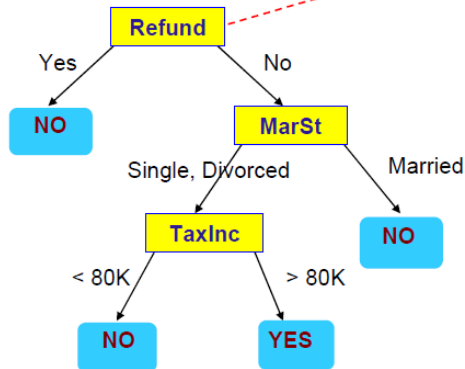 Refund
Yes
No
NO
MarSt
Single, Divorced
Married
TaxInc
NO
< 80K
> 80K
NO
YES